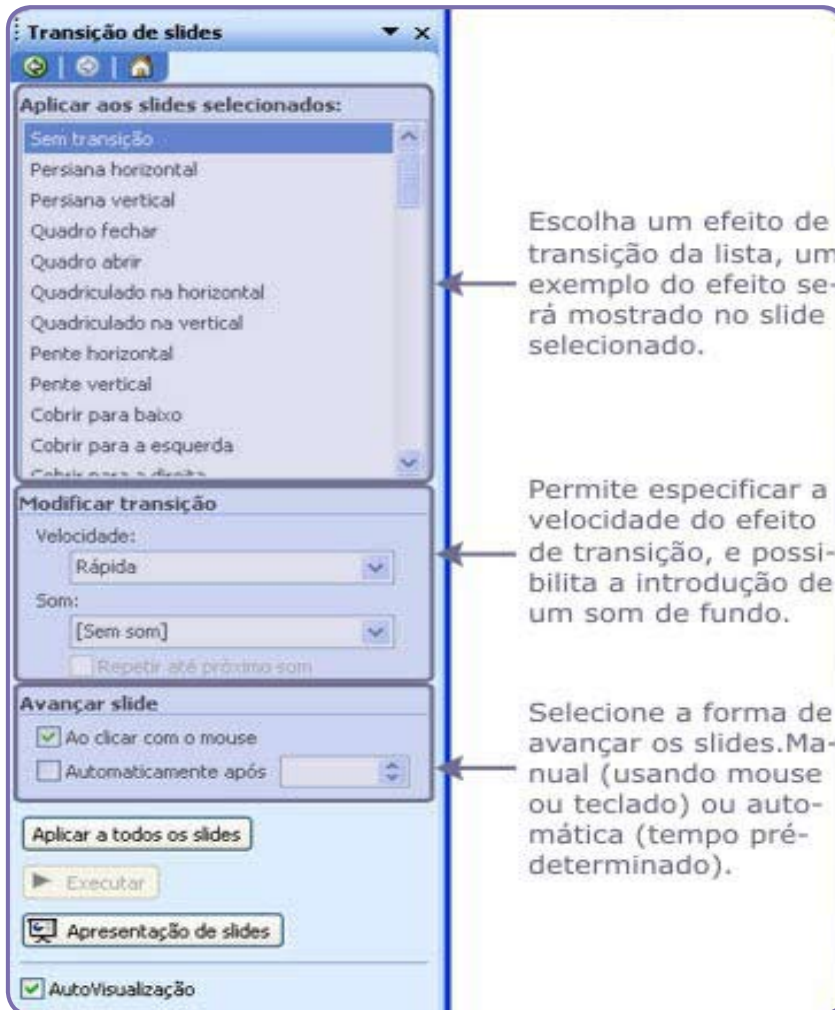 Transição de slides
Aplicar aos slides selecionados:
Sem transição
Persiana horizontal
Persiana vertical
Quadro fechar
Quadro abrir
Quadriculado na horizontal
Quadriculado na vertical
Pente horizontal
Pente vertical
Cobrir para baixo
Cobrir para a esquerda
Cobrir para a direita
Escolha um efeito de
transição da lista, um
exemplo do efeito se-
rá mostrado no slide
selecionado.
Modificar transição
Velocidade:
Rápida
Som:
[Sem som]
Repetir até próximo som
Permite especificar a
velocidade do efeito
de transição, e possi-
bilita a introdução de
um som de fundo.
Avançar slide
Ao clicar com o mouse
Automaticamente após
Selecione a forma de
avançar os slides.Ma-
nual (usando mouse
ou teclado) ou auto-
mática (tempo pré-
determinado).
Aplicar a todos os slides
Executar
Apresentação de slides
AutoVisualização